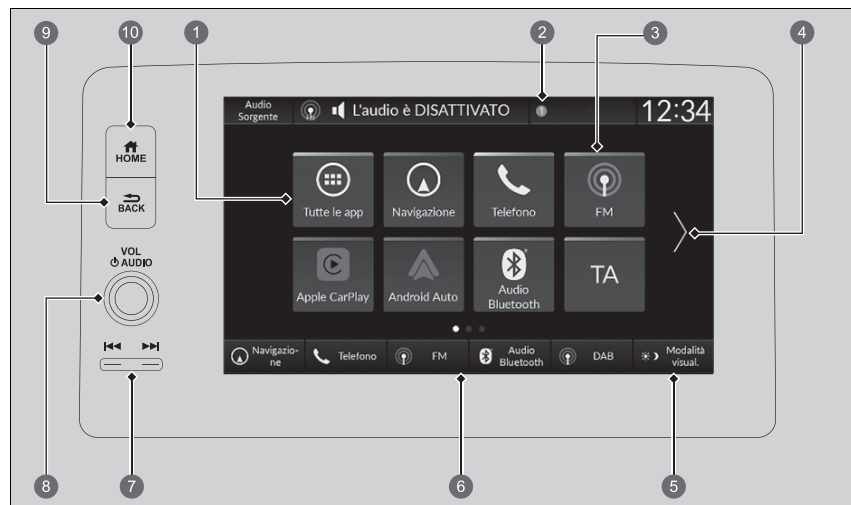 9
10
1
2
3
4
Audio
Sorgente
FM
L'audio è DISATTIVATO
1
12:34
HOME
BACK
Tutte le app
Navigazione
Telefono
FM
VOL
AUDIO
Apple CarPlay
Android Auto
Audio
Bluetooth
TA
Navigazio-
ne
Telefono
FM
Audio
Bluetooth
DAB
Modalità
visual.
8
7
6
5